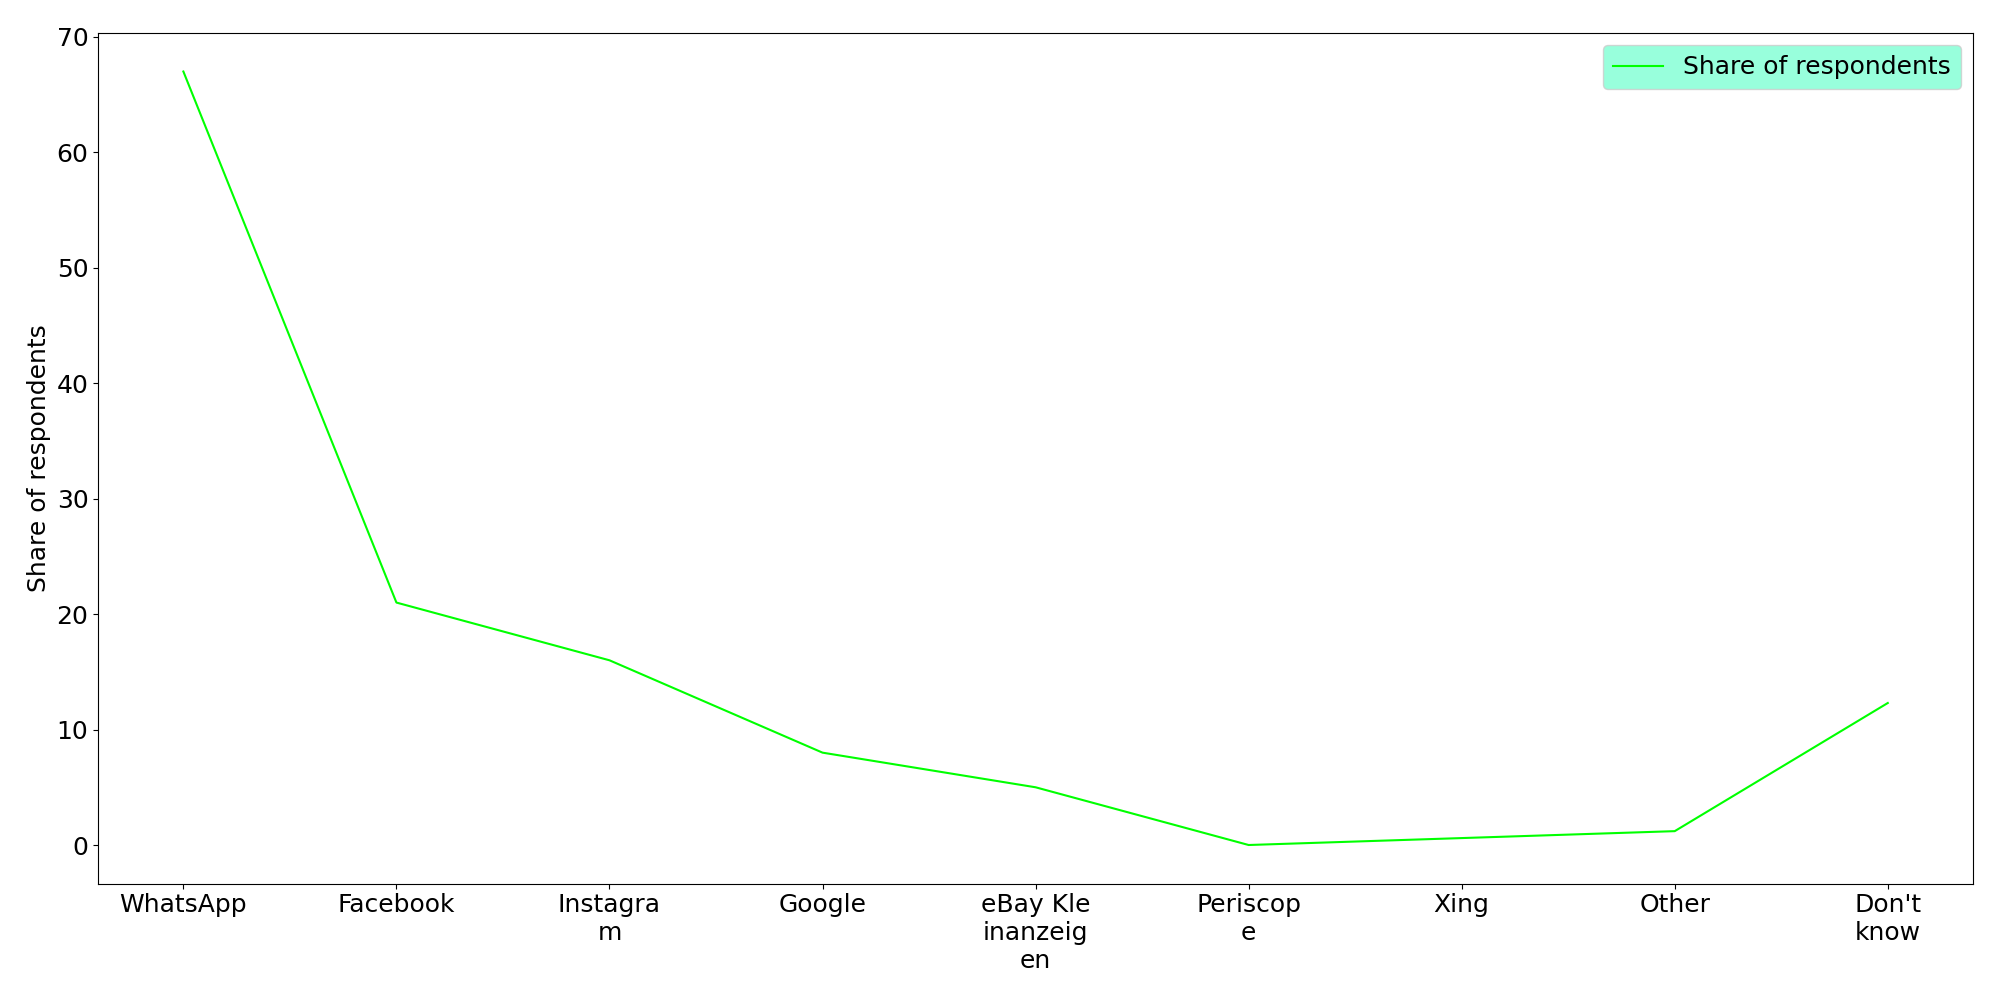 70
60
50
40
30
20
10
0
Share of respondents
Share of respondents
WhatsApp
Facebook
Instagra
m
Google
eBay Kle
inanzeig
en
Periscop
e
Xing
Other
Don't
know